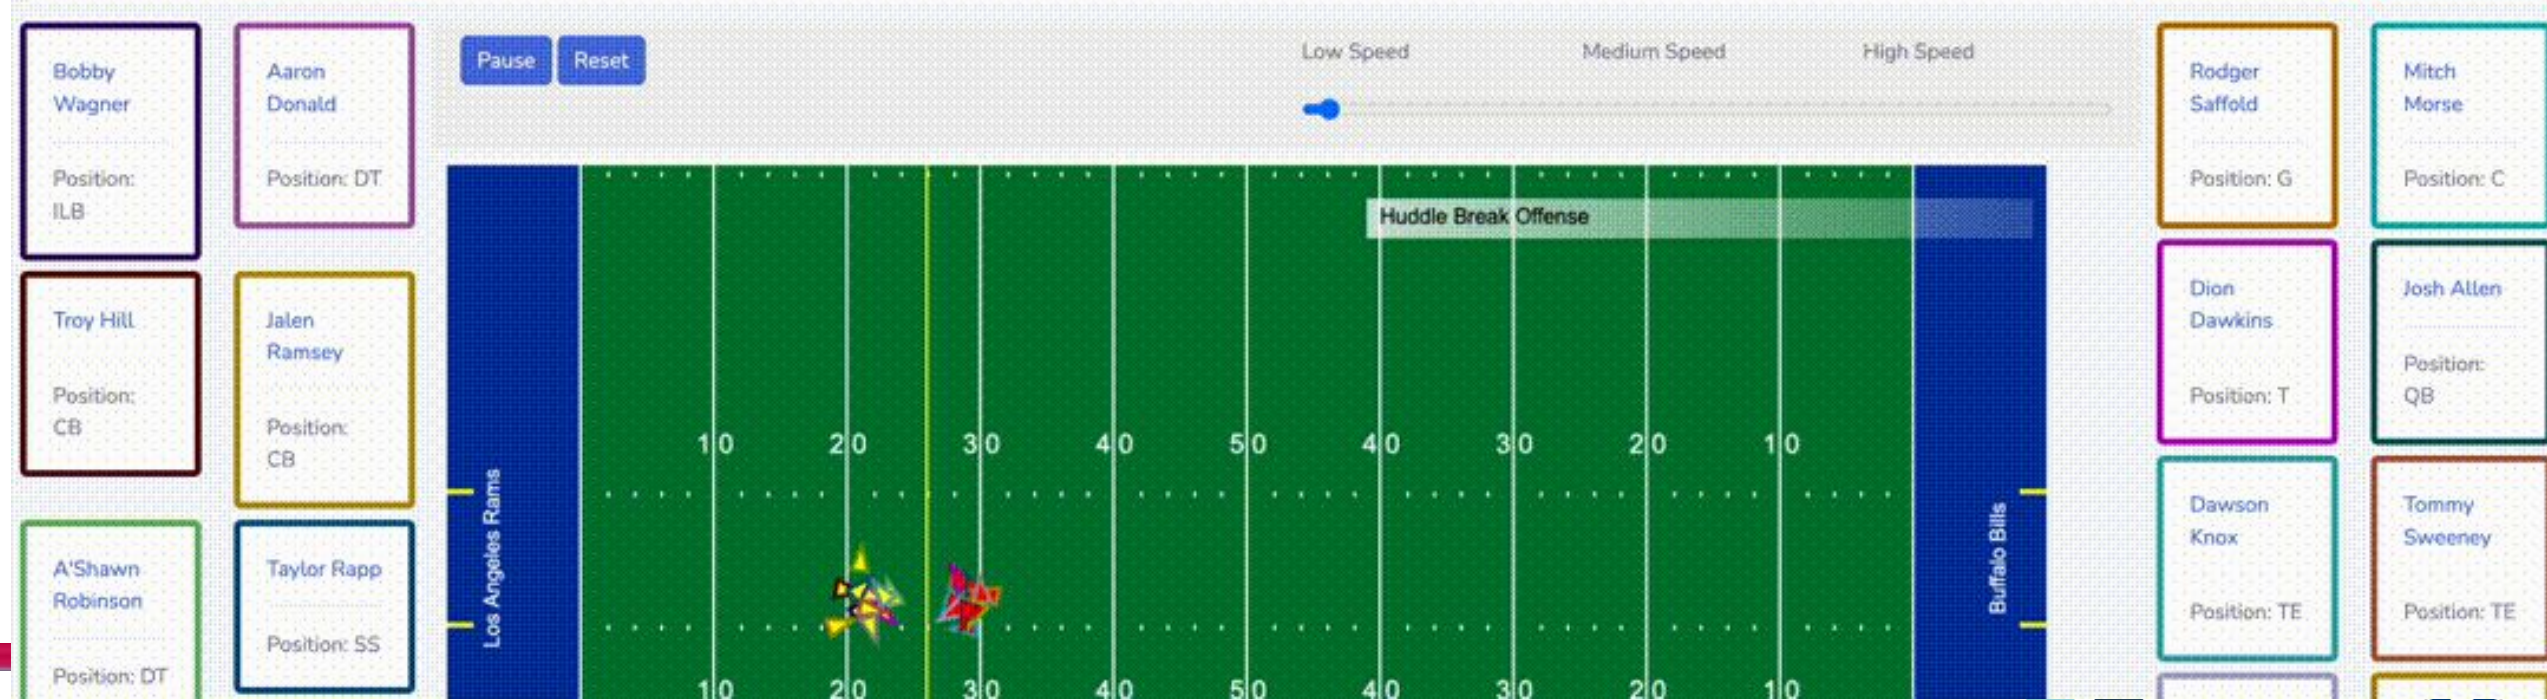 Bobby
Wagner
Position:
ILB
Aaron
Donald
Position: DT
Troy Hill
Position:
CB
Jalen
Ramsey
Position:
CB
A'Shawn
Robinson
Position: DT
Taylor Rapp
Position: SS
Pause
Reset
Low Speed
Medium Speed
High Speed
Huddle Break Offense
10 20 30 40 50 40 30 20 10
Los Angeles Rams
Buffalo Bills
10 20 30 40 50 40 30 20 10
Rodger
Saffold
Position: G
Mitch
Morse
Position: C
Dion
Dawkins
Position: T
Josh Allen
Position:
QB
Dawson
Knox
Position: TE
Tommy
Sweeney
Position: TE